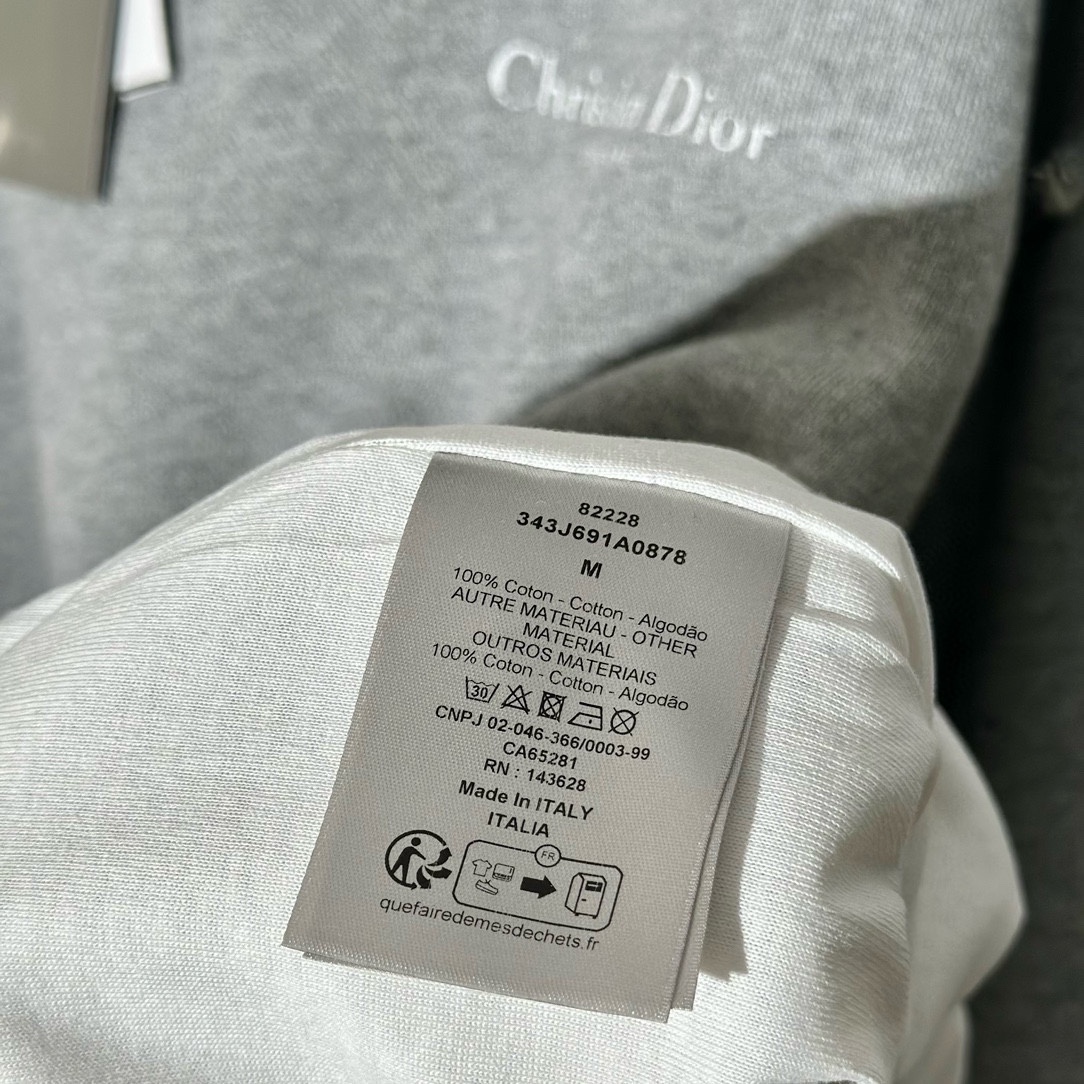 Christian Dior
82228
343J691A0878
M
100% Coton - Cotton - Algodão
AUTRE MATERIAU - OTHER
MATERIAL
OUTROS MATERIAIS
100% Coton - Cotton - Algodão
30
CNPJ 02-046-366/0003-99
CA65281
RN : 143628
Made In ITALY
ITALIA
FR
quefairedemesdechets.fr